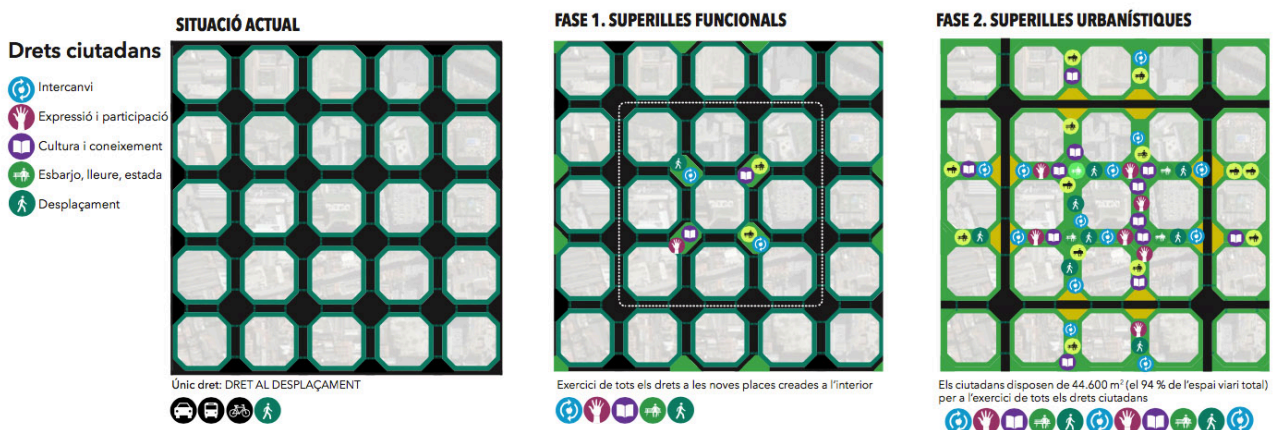 Drets ciutadans
Intercanvi
Expressió i participació
Cultura i coneixement
Esbarjo, lleure, estada
Desplaçament
SITUACIÓ ACTUAL
Únic dret: DRET AL DESPLAÇAMENT
FASE 1. SUPERILLES FUNCIONALS
Exercici de tots els drets a les noves places creades a l'interior
FASE 2. SUPERILLES URBANÍSTIQUES
Els ciutadans disposen de 44.600 m² (el 94 % de l'espai viari total)
per a l'exercici de tots els drets ciutadans